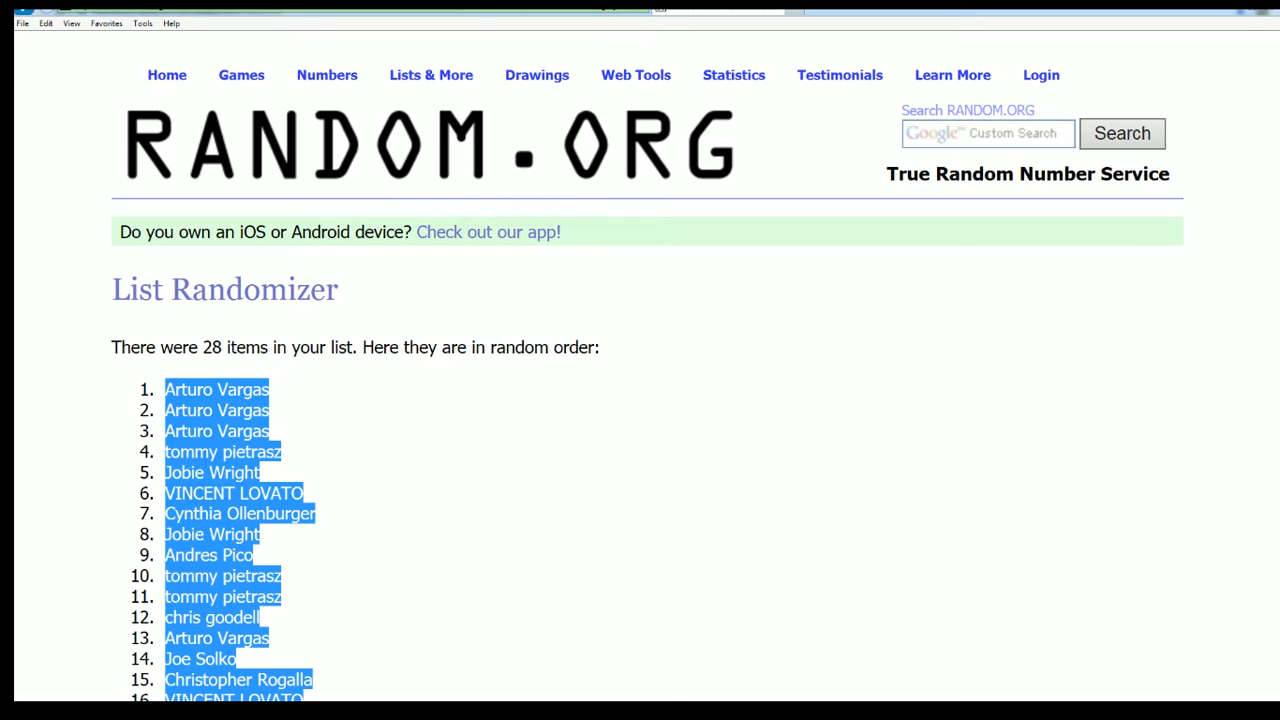 File Edit View Favorites Tools Help
Home Games Numbers Lists & More Drawings Web Tools Statistics Testimonials Learn More Login
Search RANDOM.ORG
RANDOM.ORG
Google™ Custom Search Search
True Random Number Service
Do you own an iOS or Android device? Check out our app!
List Randomizer
There were 28 items in your list. Here they are in random order:
1. Arturo Vargas
2. Arturo Vargas
3. Arturo Vargas
4. tommy pietrasz
5. Jobie Wright
6. VINCENT LOVATO
7. Cynthia Ollenburger
8. Jobie Wright
9. Andres Pico
10. tommy pietrasz
11. tommy pietrasz
12. chris goodell
13. Arturo Vargas
14. Joe Solko
15. Christopher Rogalla
16. VINCENT LOVATO